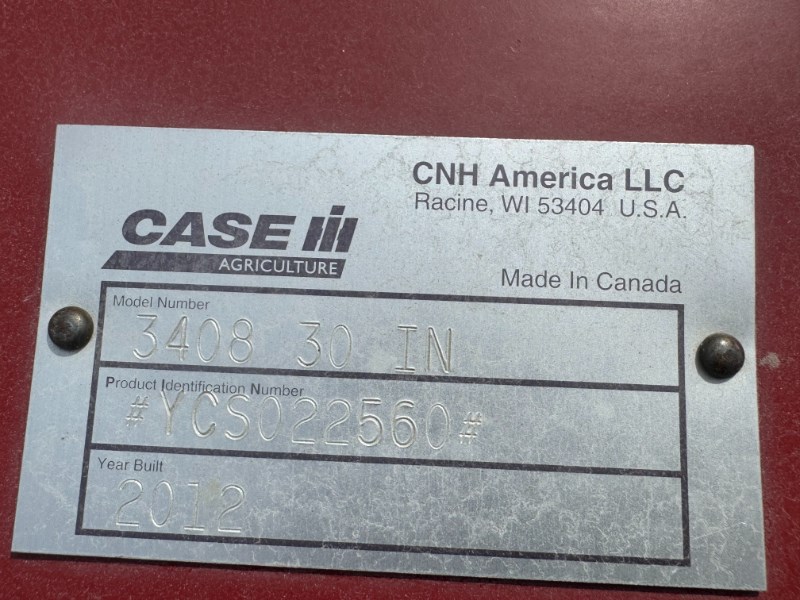 CNH America LLC
Racine, WI 53404 U.S.A.
CASE IH
AGRICULTURE
Made In Canada
Model Number
3408 30 IN
Product Identification Number
#YCS022560#
Year Built
2012